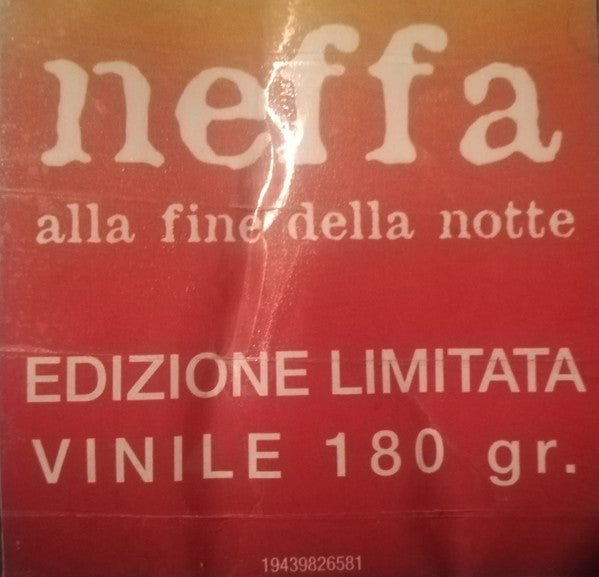 neffa
alla fine della notte
EDIZIONE LIMITATA
VINILE 180 gr.
19439826581